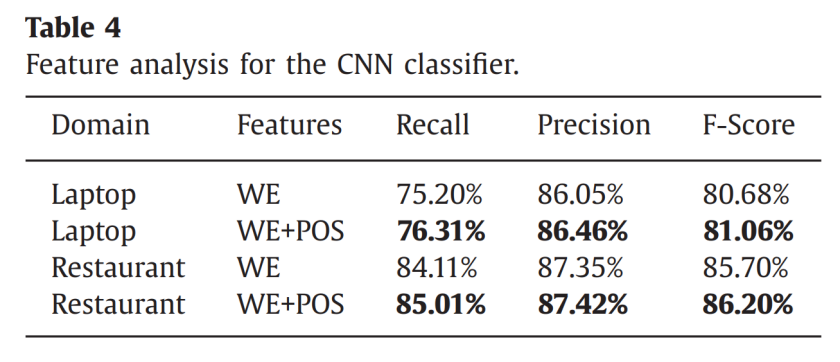 Table 4
Feature analysis for the CNN classifier.
Domain Features Recall Precision F-Score
Laptop WE 75.20% 86.05% 80.68%
Laptop WE+POS 76.31% 86.46% 81.06%
Restaurant WE 84.11% 87.35% 85.70%
Restaurant WE+POS 85.01% 87.42% 86.20%